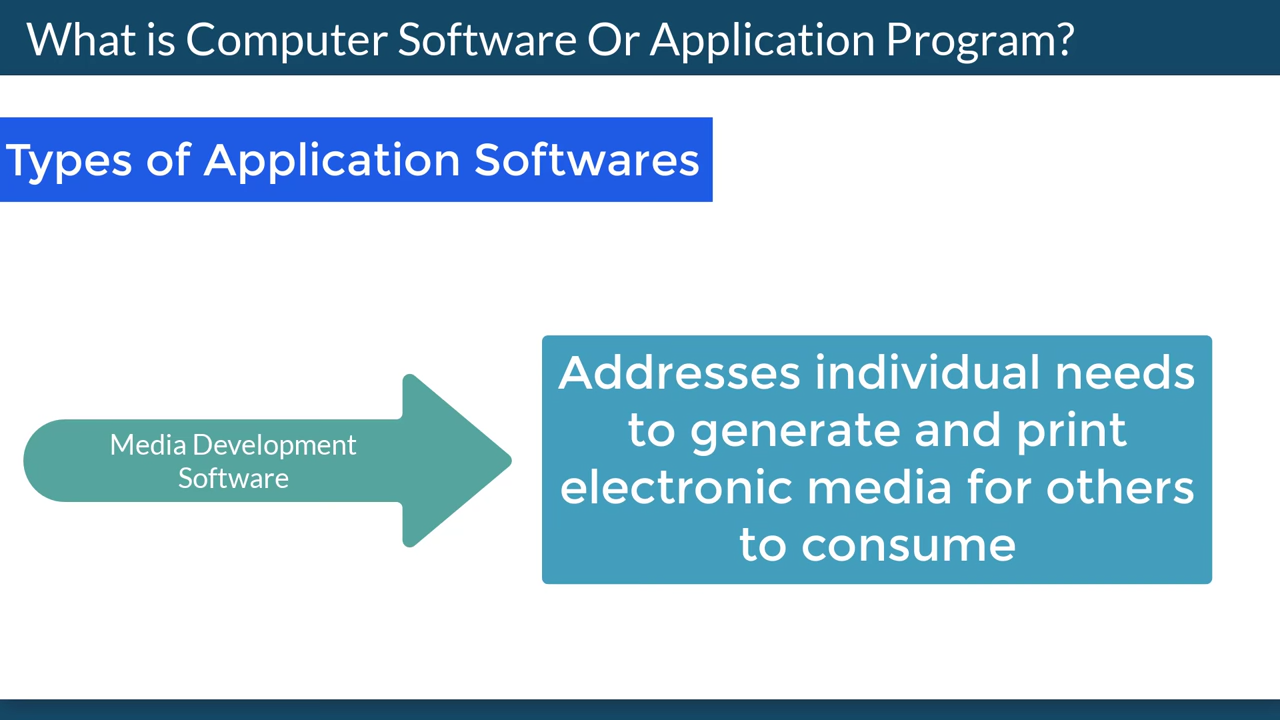 What is Computer Software Or Application Program?
Types of Application Softwares
Media Development
Software
Addresses individual needs
to generate and print
electronic media for others
to consume